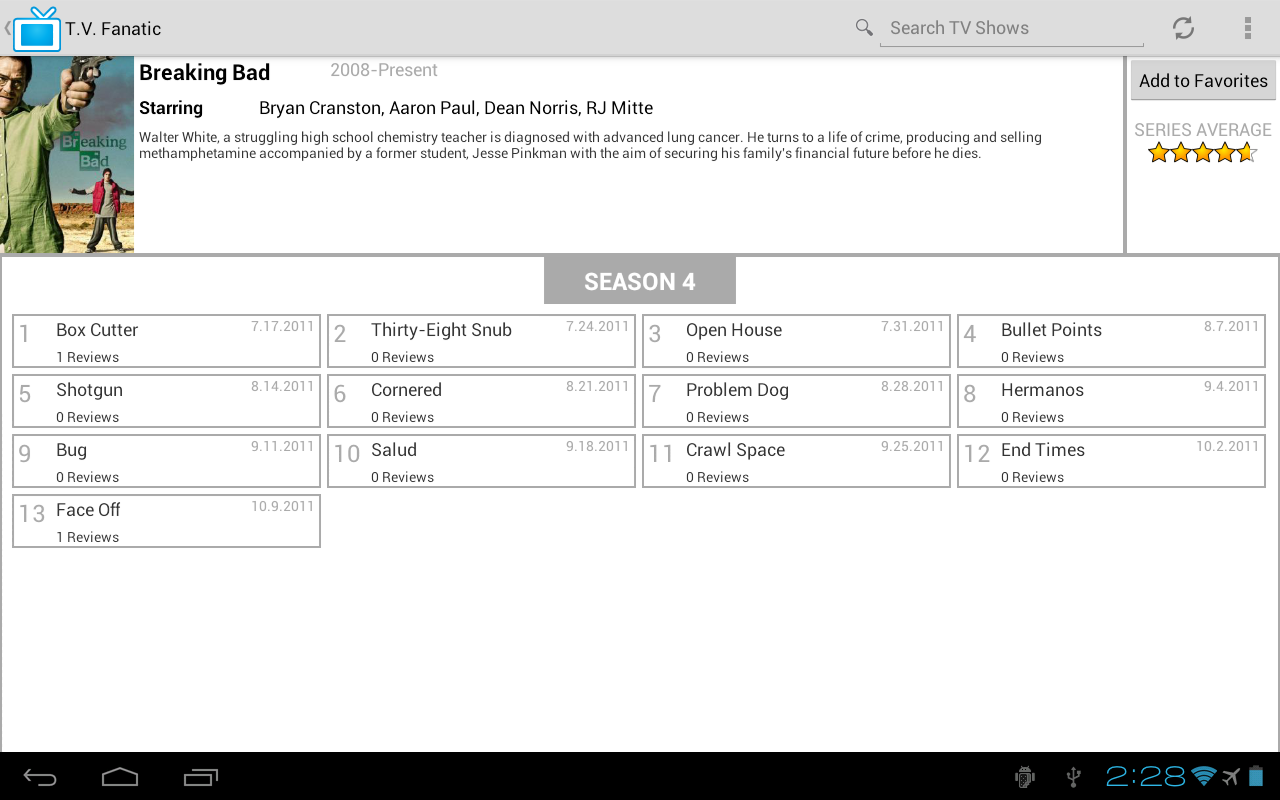 T.V. Fanatic
Search TV Shows
Breaking Bad
2008-Present
Add to Favorites
Starring
Bryan Cranston, Aaron Paul, Dean Norris, RJ Mitte
Walter White, a struggling high school chemistry teacher is diagnosed with advanced lung cancer. He turns to a life of crime, producing and selling
methamphetamine accompanied by a former student, Jesse Pinkman with the aim of securing his family's financial future before he dies.
SERIES AVERAGE
Breaking
Bad
SEASON 4
1 Box Cutter 7.17.2011
1 Reviews
2 Thirty-Eight Snub 7.24.2011
0 Reviews
3 Open House 7.31.2011
0 Reviews
4 Bullet Points 8.7.2011
0 Reviews
5 Shotgun 8.14.2011
0 Reviews
6 Cornered 8.21.2011
0 Reviews
7 Problem Dog 8.28.2011
0 Reviews
8 Hermanos 9.4.2011
0 Reviews
9 Bug 9.11.2011
0 Reviews
10 Salud 9.18.2011
0 Reviews
11 Crawl Space 9.25.2011
0 Reviews
12 End Times 10.2.2011
0 Reviews
13 Face Off 10.9.2011
1 Reviews
2:28